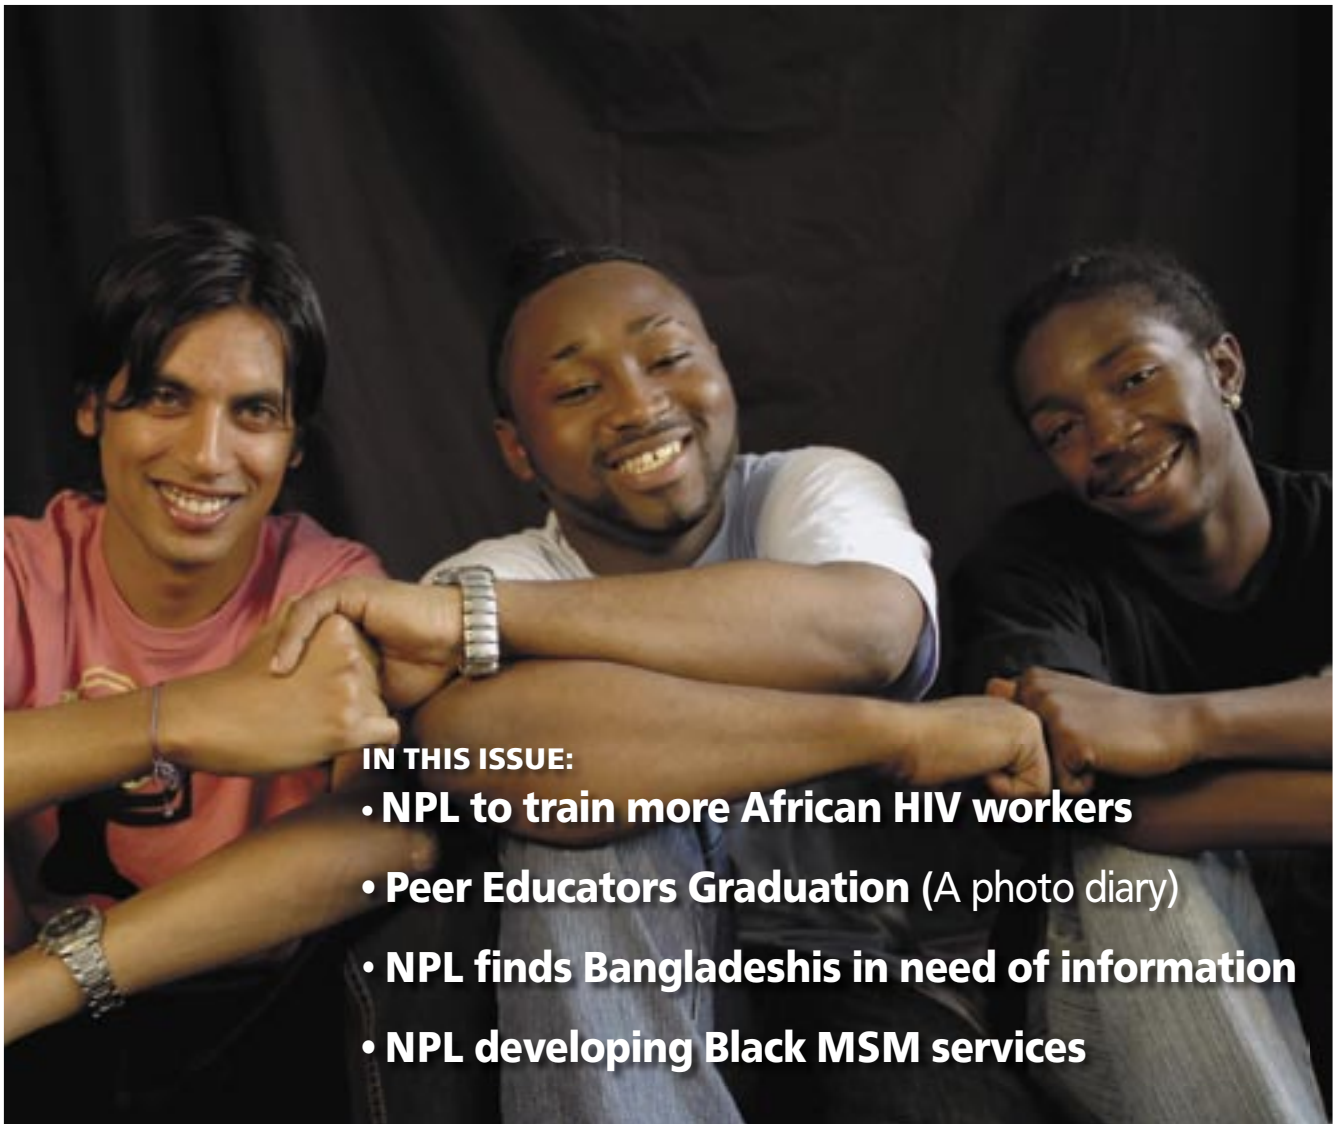 IN THIS ISSUE:
• NPL to train more African HIV workers
• Peer Educators Graduation (A photo diary)
• NPL finds Bangladeshis in need of information
• NPL developing Black MSM services